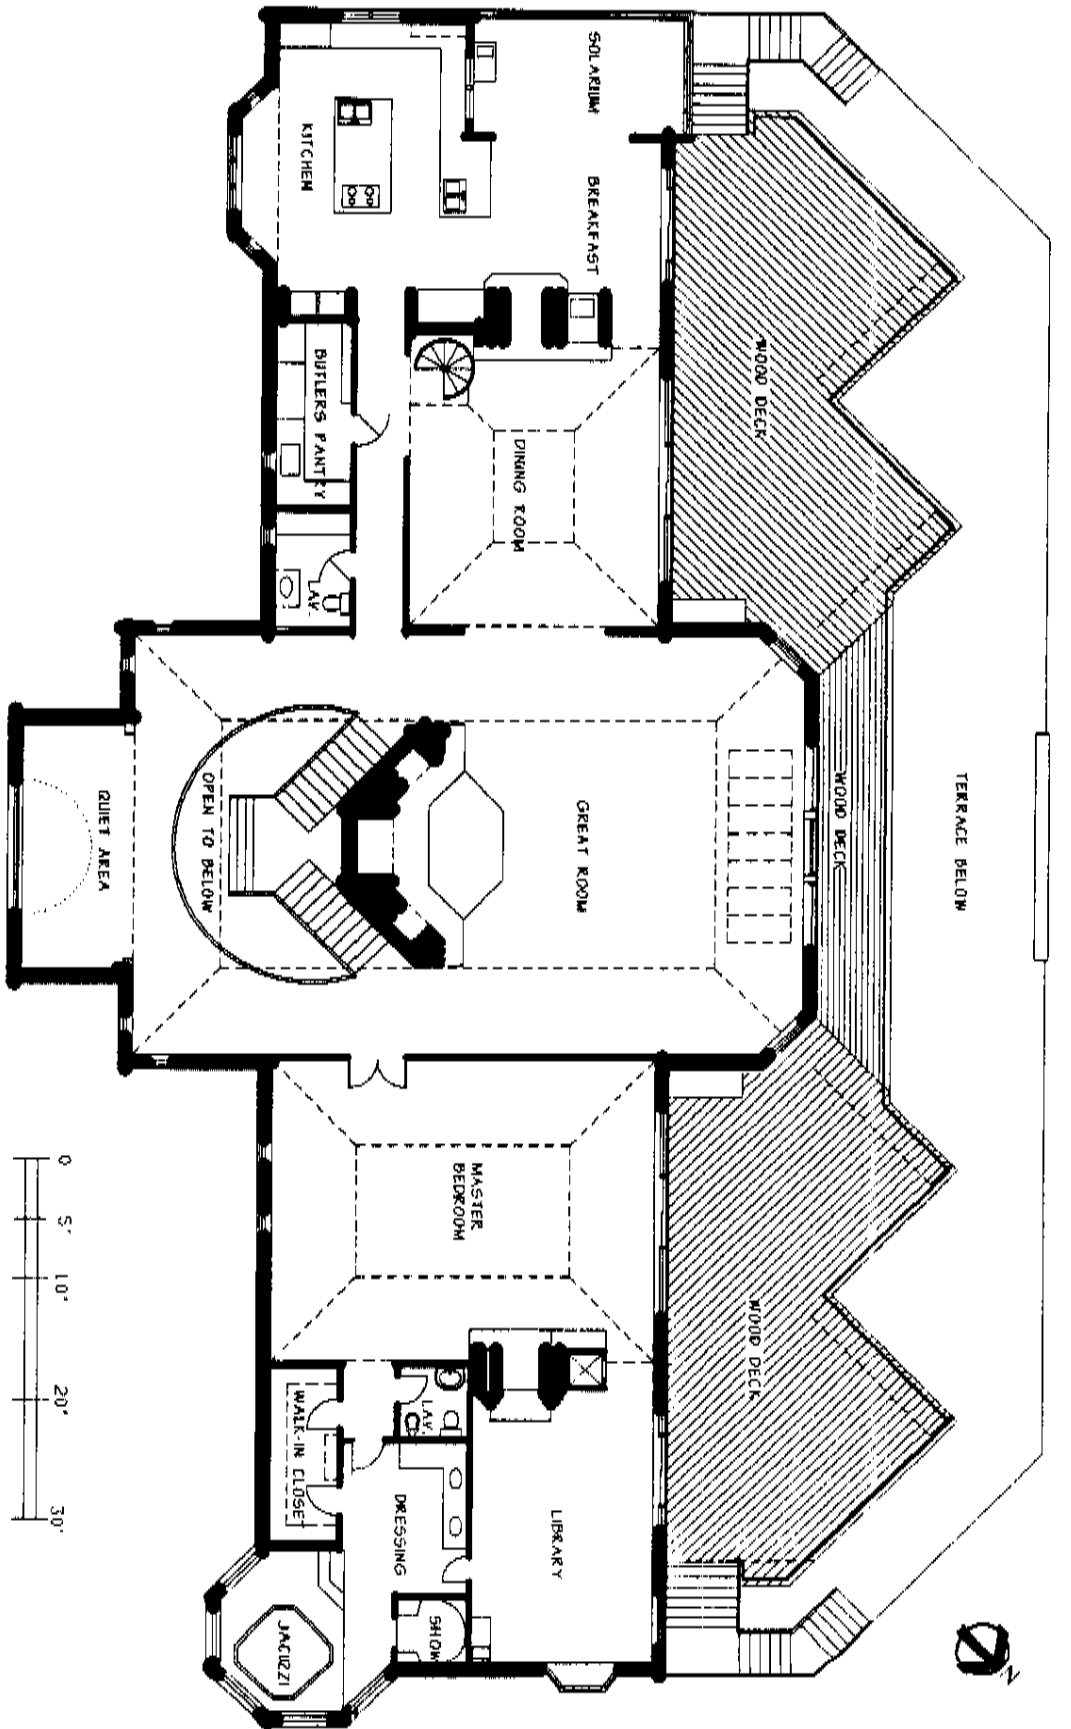 SOLARIUM
KITCHEN
BREAKFAST
WOOD DECK
BUTLERS PANTRY
DINING ROOM
LAV.
QUIET AREA
OPEN TO BELOW
GREAT ROOM
WOOD DECK
TERRACE BELOW
MASTER
BEDROOM
WOOD DECK
WALK-IN CLOSET
LAV.
DRESSING
LIBRARY
SHOW
JACUZZI
0 5' 10' 20' 30'
N